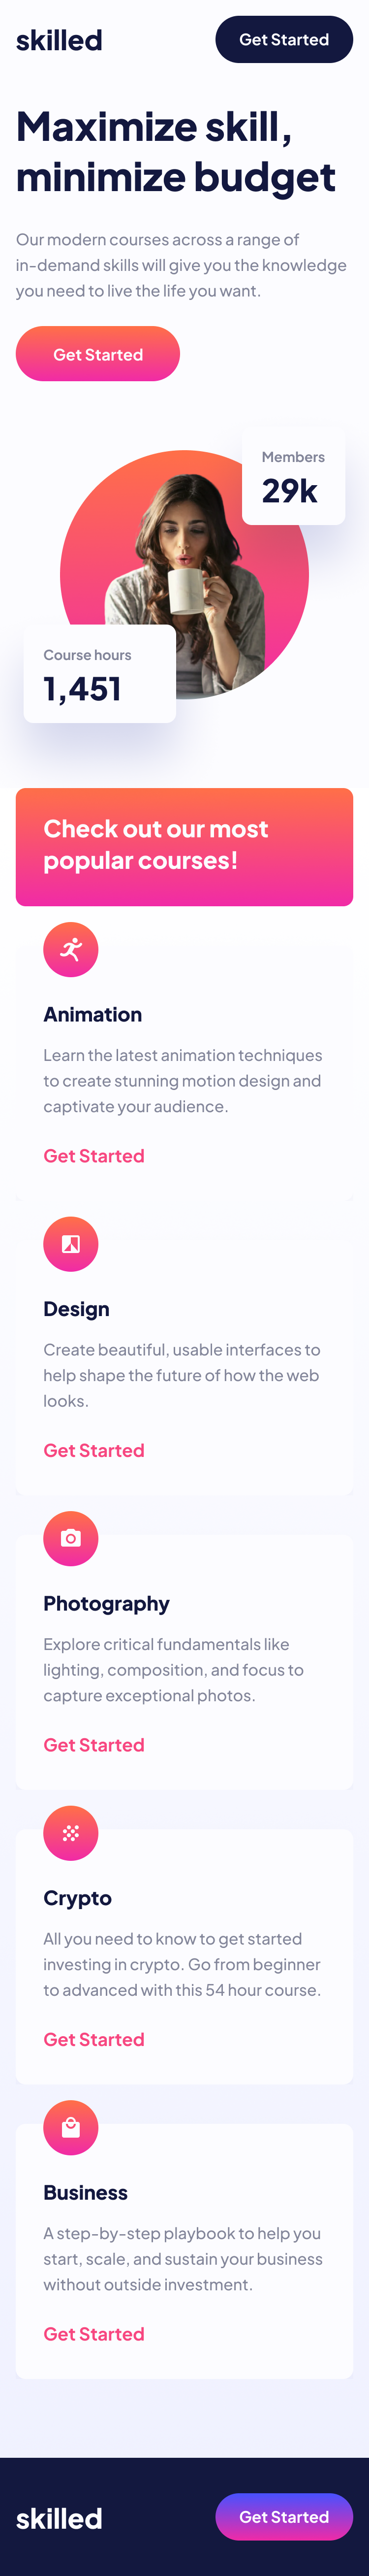 skilled
Get Started
Maximize skill,
minimize budget
Our modern courses across a range of
in-demand skills will give you the knowledge
you need to live the life you want.
Get Started
Members
29k
Course hours
1,451
Check out our most
popular courses!
Animation
Learn the latest animation techniques
to create stunning motion design and
captivate your audience.
Get Started
Design
Create beautiful, usable interfaces to
help shape the future of how the web
looks.
Get Started
Photography
Explore critical fundamentals like
lighting, composition, and focus to
capture exceptional photos.
Get Started
Crypto
All you need to know to get started
investing in crypto. Go from beginner
to advanced with this 54 hour course.
Get Started
Business
A step-by-step playbook to help you
start, scale, and sustain your business
without outside investment.
Get Started
skilled
Get Started